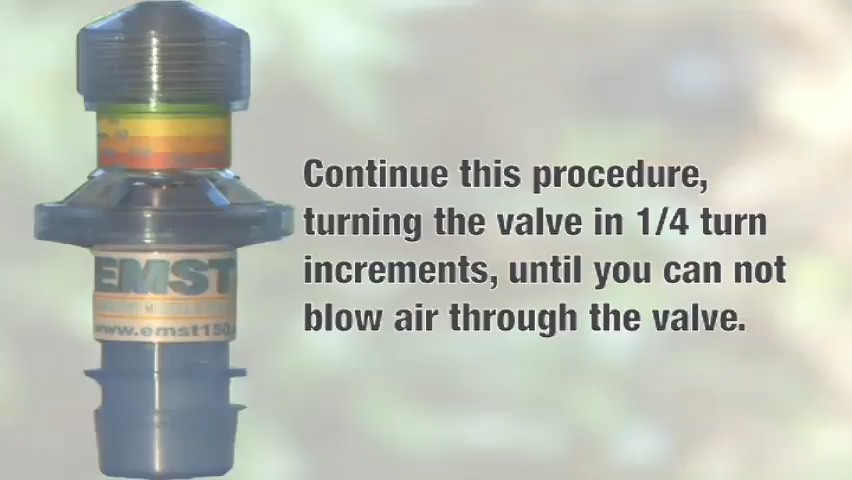 Continue this procedure,
turning the valve in 1/4 turn
increments, until you can not
blow air through the valve.
EMST
www.emst150